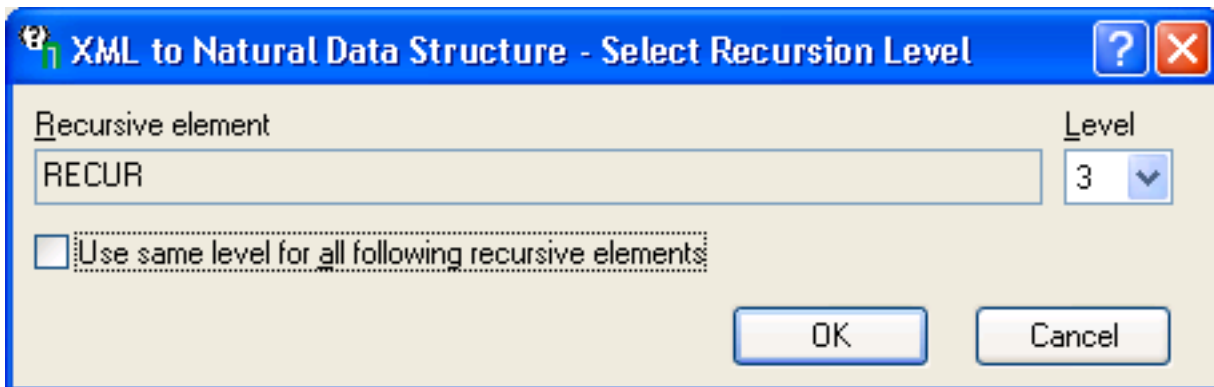 XML to Natural Data Structure - Select Recursion Level
Recursive element Level
RECUR 3
Use same level for all following recursive elements
OK Cancel